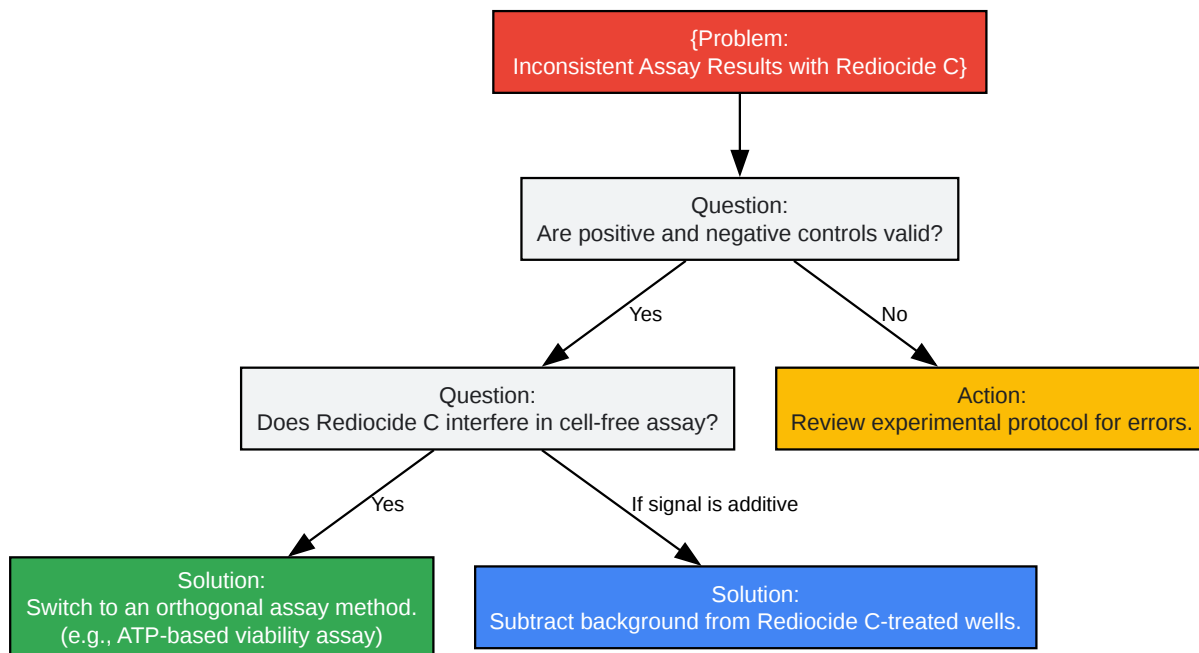 {Problem:
Inconsistent Assay Results with Rediocide C}
Question:
Are positive and negative controls valid?
Yes
No
Question:
Does Rediocide C interfere in cell-free assay?
Action:
Review experimental protocol for errors.
Yes
If signal is additive
Solution:
Switch to an orthogonal assay method.
(e.g., ATP-based viability assay)
Solution:
Subtract background from Rediocide C-treated wells.